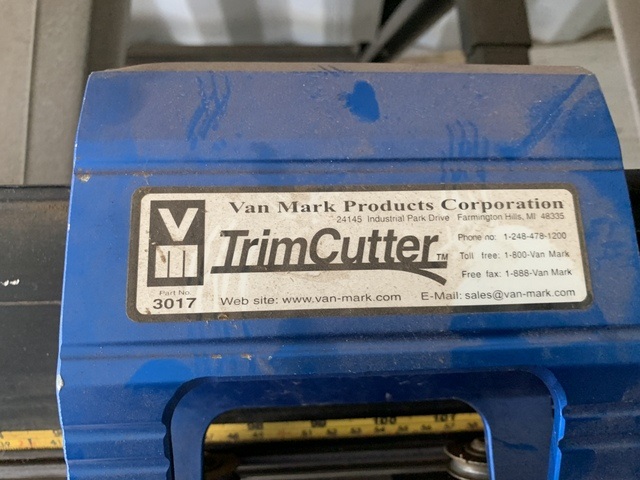 Van Mark Products Corporation
24145 Industrial Park Drive Farmington Hills, MI 48335
VM
TrimCutter™
Phone no: 1-248-478-1200
Toll free: 1-800-Van Mark
Free fax: 1-888-Van Mark
Part No.
3017
Web site: www.van-mark.com E-Mail: sales@van-mark.com